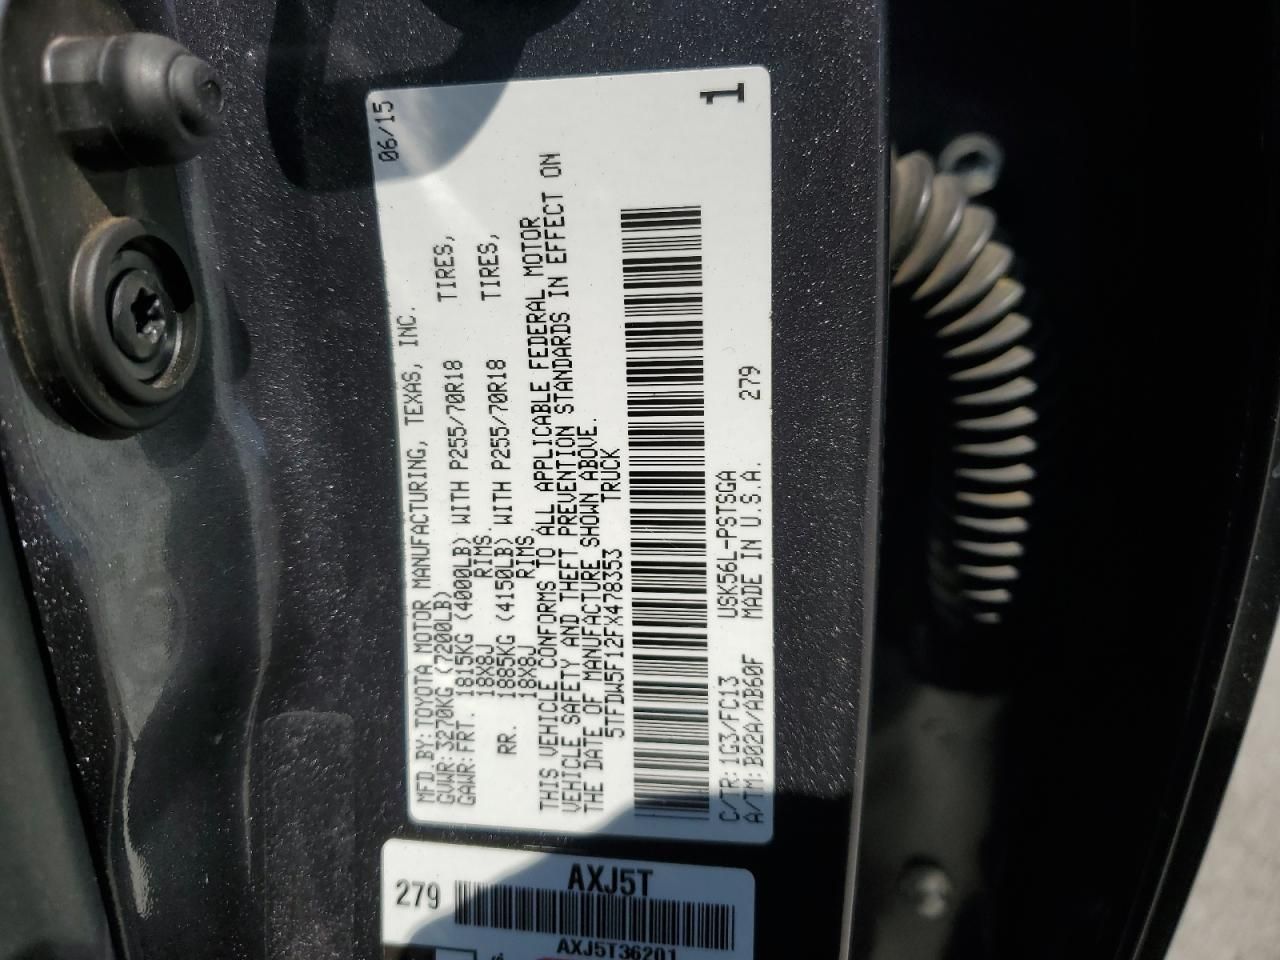 06/15
MFD.BY:TOYOTA MOTOR MANUFACTURING, TEXAS, INC.
GVWR:3270KG(7200LB)
GAWR:FRT. 1815KG (4000LB) WITH P255/70R18 TIRES,
18X8J RIMS.
RR. 1885KG (4150LB) WITH P255/70R18 TIRES,
18X8J RIMS.
THIS VEHICLE CONFORMS TO ALL APPLICABLE FEDERAL MOTOR
VEHICLE SAFETY AND THEFT PREVENTION STANDARDS IN EFFECT ON
THE DATE OF MANUFACTURE SHOWN ABOVE.
5TFDW5F12FX478353 TRUCK
C/TR:1G3/FC13 USK56L-PSTSGA 279
A/TM:B02A/AB60F MADE IN U.S.A.
1
279
AXJ5T
AXJ5T36201